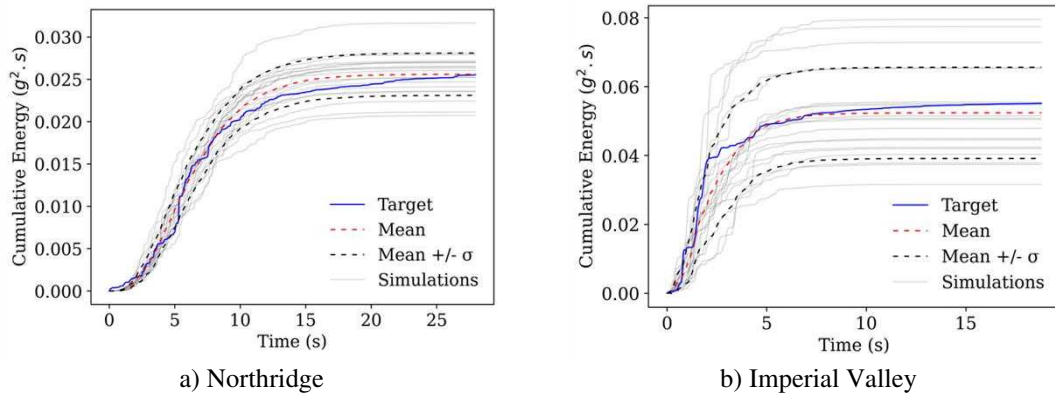 0.030
0.025
0.020
0.015
0.010
0.005
0.000
Cumulative Energy (g².s)
Target
Mean
Mean +/- σ
Simulations
0 5 10 15 20 25
Time (s)
a) Northridge
0.08
0.06
0.04
0.02
0.00
Cumulative Energy (g².s)
Target
Mean
Mean +/- σ
Simulations
0 5 10 15
Time (s)
b) Imperial Valley